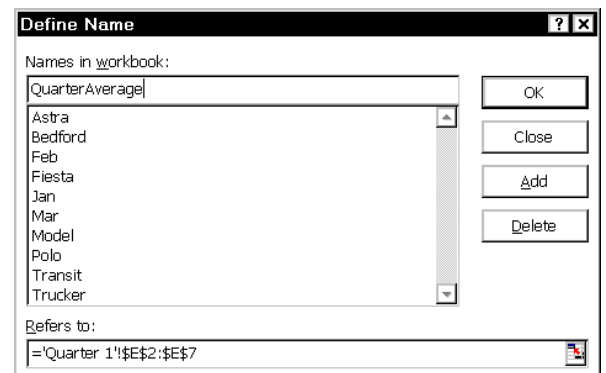 Define Name
Names in workbook:
QuarterAverage
OK
Astra
Bedford
Close
Feb
Fiesta
Jan
Add
Mar
Model
Delete
Polo
Transit
Trucker
Refers to:
='Quarter 1'!$E$2:$E$7